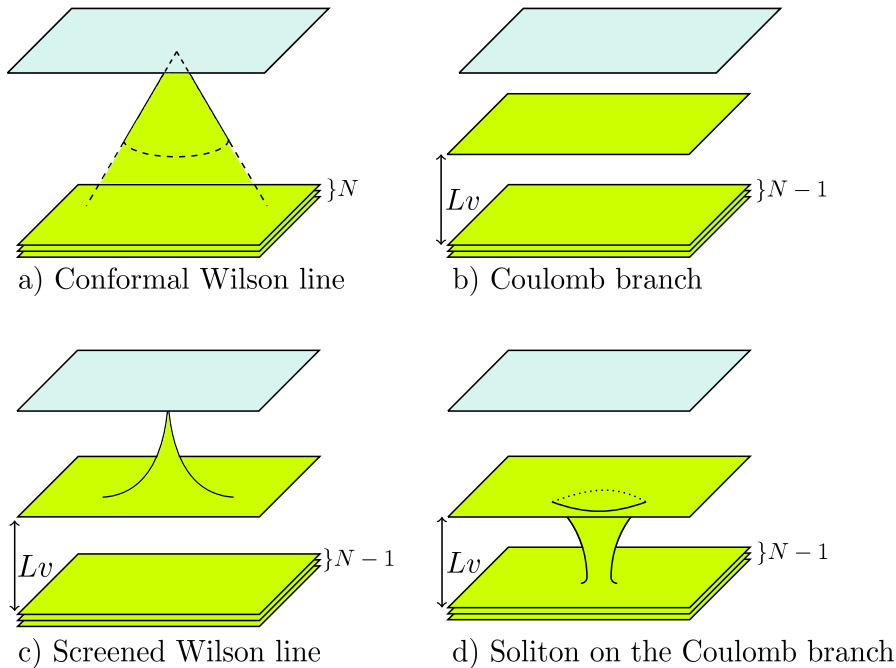 }N
Lv
}N − 1
a) Conformal Wilson line
b) Coulomb branch
Lv
}N − 1
Lv
}N − 1
c) Screened Wilson line
d) Soliton on the Coulomb branch